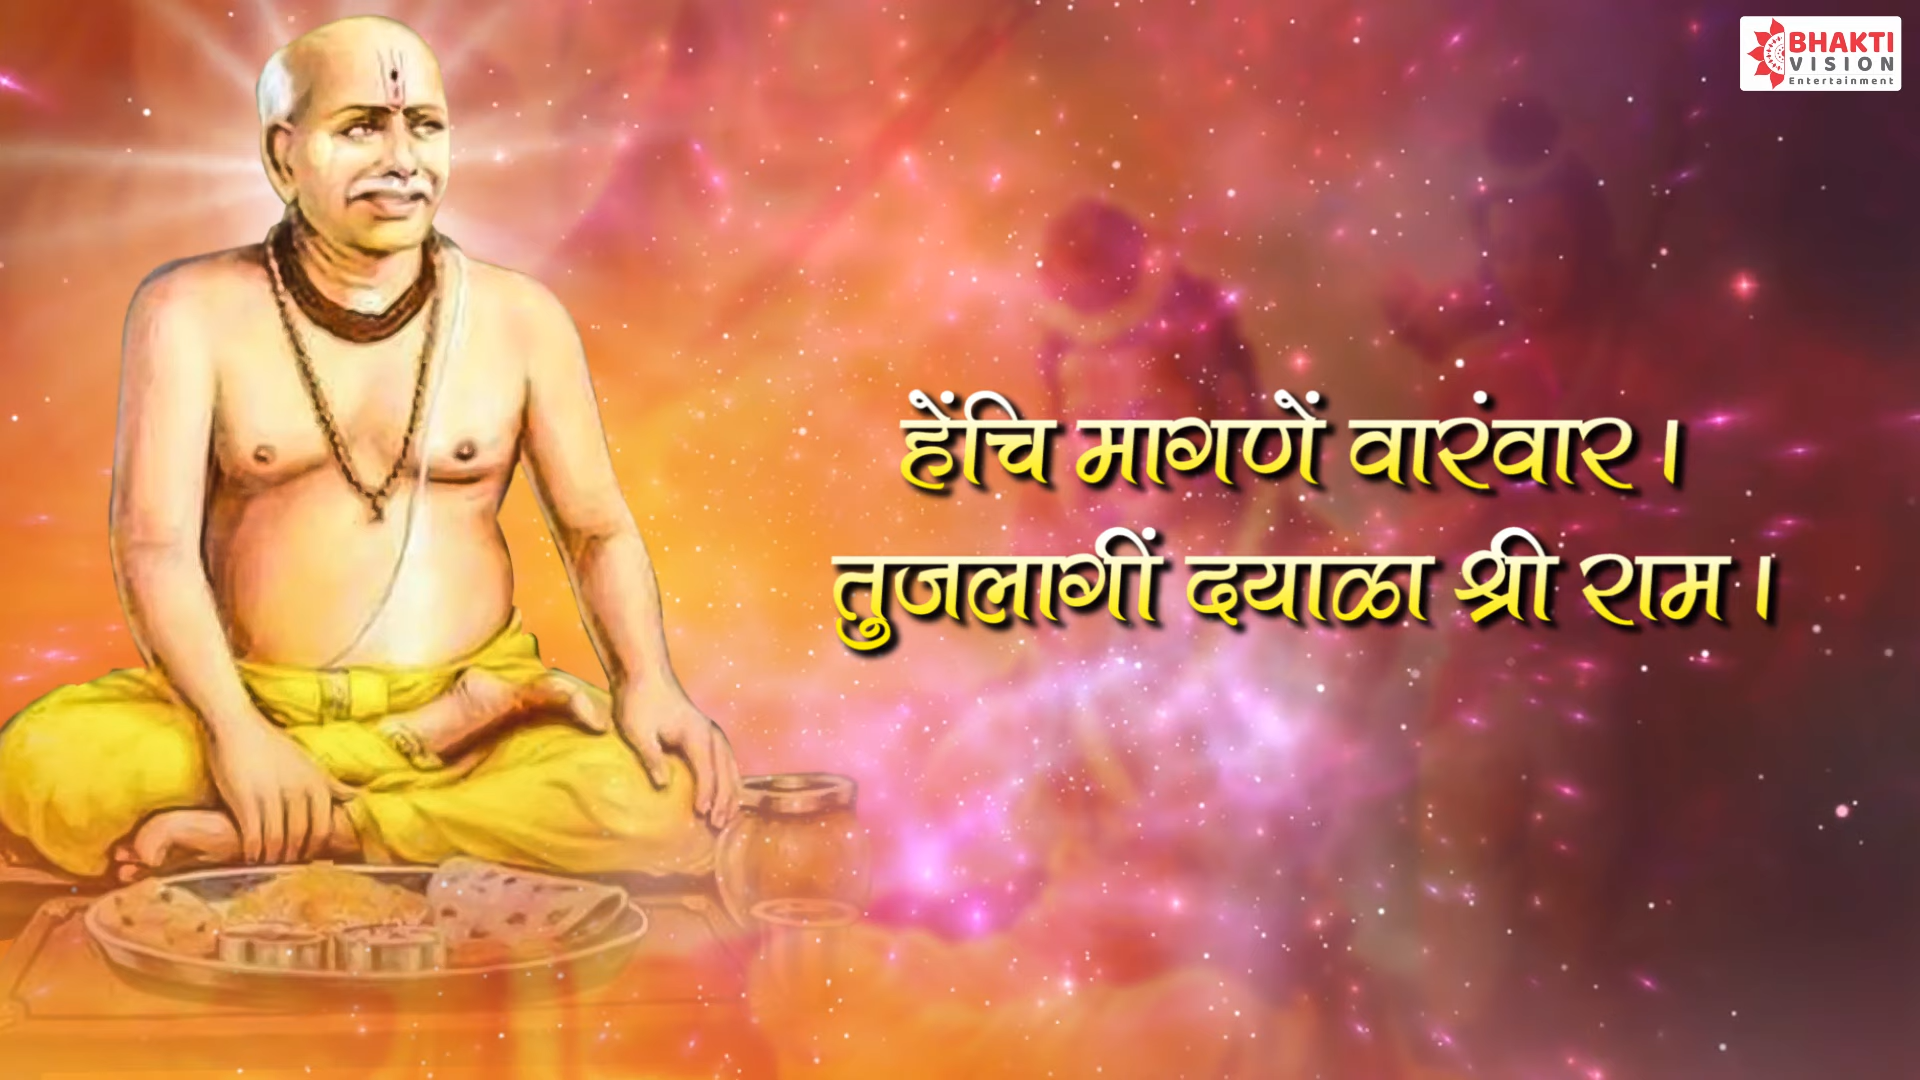 BHAKTI
VISION
Entertainment
हेंचि मागणें वारंवार ।
तुजलागीं दयाळा श्री राम ।